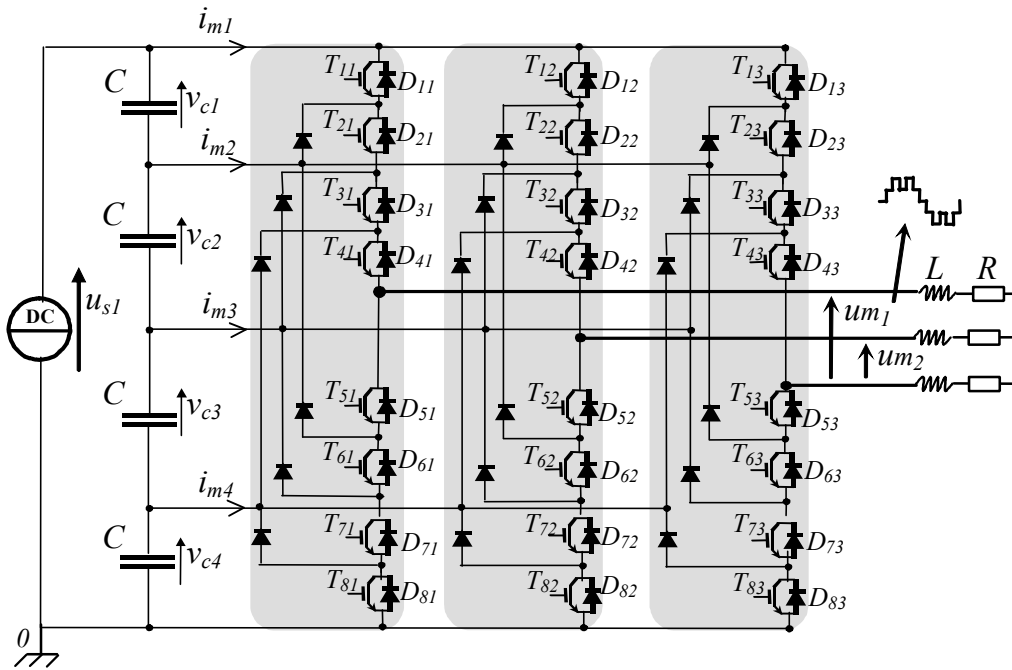 i_m1
T_11 D_11 T_12 D_12 T_13 D_13
C v_c1
T_21 D_21 T_22 D_22 T_23 D_23
i_m2
T_31 D_31 T_32 D_32 T_33 D_33
C v_c2
T_41 D_41 T_42 D_42 T_43 D_43
L R
DC u_s1
i_m3
um_1
um_2
C v_c3
T_51 D_51 T_52 D_52 T_53 D_53
T_61 D_61 T_62 D_62 T_63 D_63
i_m4
T_71 D_71 T_72 D_72 T_73 D_73
C v_c4
T_81 D_81 T_82 D_82 T_83 D_83
0